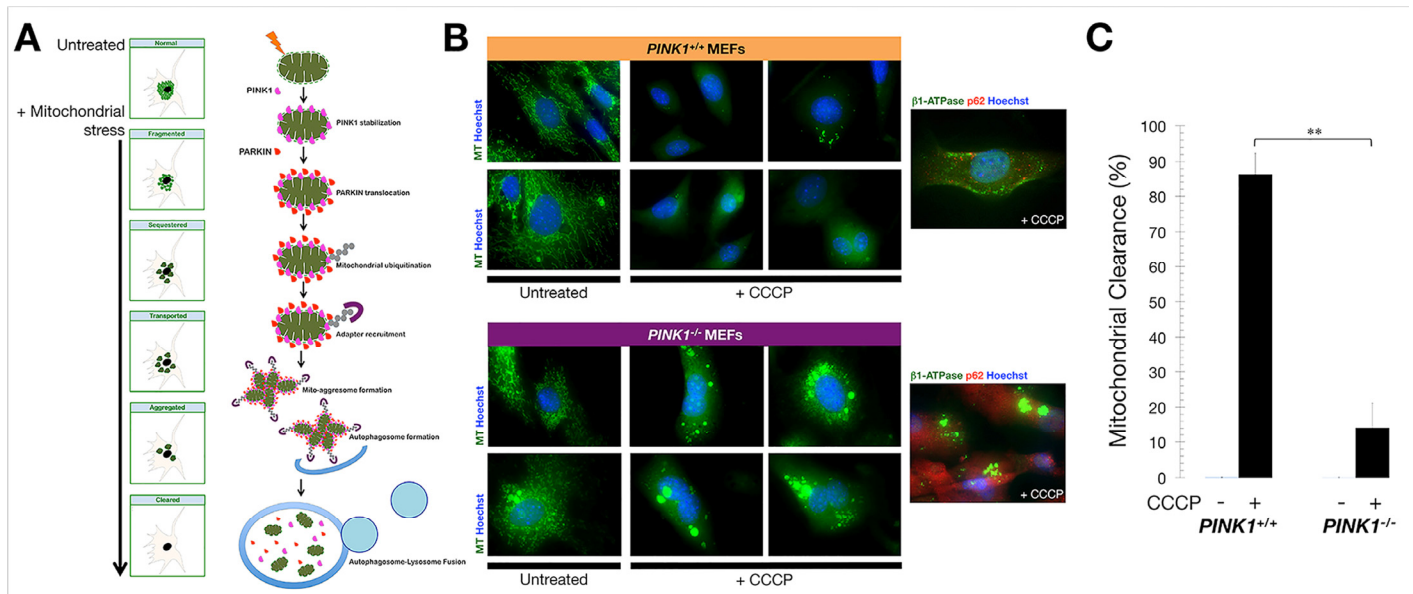 A
Untreated
+ Mitochondrial
stress
Normal
Fragmented
Sequestered
Transported
Aggregated
Cleared
PINK1
PINK1 stabilization
PARKIN
PARKIN translocation
Mitochondrial ubiquitination
Adapter recruitment
Mito-aggresome formation
Autophagosome formation
Autophagosome-Lysosome Fusion
B
PINK1+/+ MEFs
MT Hoechst
MT Hoechst
Untreated
+ CCCP
β1-ATPase p62 Hoechst
+ CCCP
PINK1-/- MEFs
MT Hoechst
MT Hoechst
Untreated
+ CCCP
β1-ATPase p62 Hoechst
+ CCCP
C
Mitochondrial Clearance (%)
100
90
80
70
60
50
40
30
20
10
0
**
CCCP - + - +
PINK1+/+ PINK1-/-